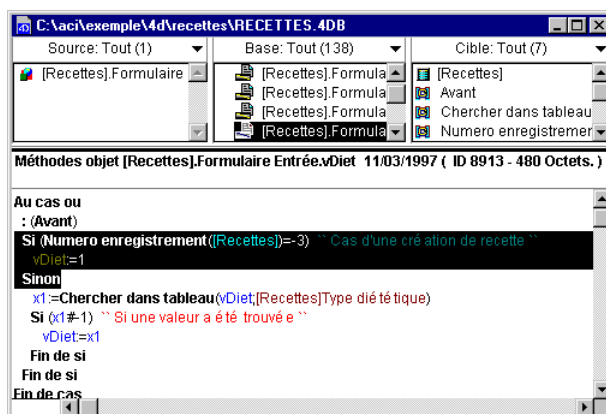 C:\aci\exemple\4d\recettes\RECETTES.4DB
Source: Tout (1)
Base: Tout (138)
Cible: Tout (7)
[Recettes].Formulaire
[Recettes].Formula
[Recettes].Formula
[Recettes].Formula
[Recettes].Formula
[Recettes]
Avant
Chercher dans tableau
Numero enregistremer
Méthodes objet [Recettes].Formulaire Entrée.vDiet 11/03/1997 ( ID 8913 - 480 Octets. )
Au cas ou
: (Avant)
Si (Numero enregistrement([Recettes])=-3) `` Cas d'une création de recette ``
vDiet:=1
Sinon
x1:=Chercher dans tableau(vDiet;[Recettes]Type diététique)
Si (x1#-1) `` Si une valeur a été trouvée ``
vDiet:=x1
Fin de si
Fin de si
Fin de cas